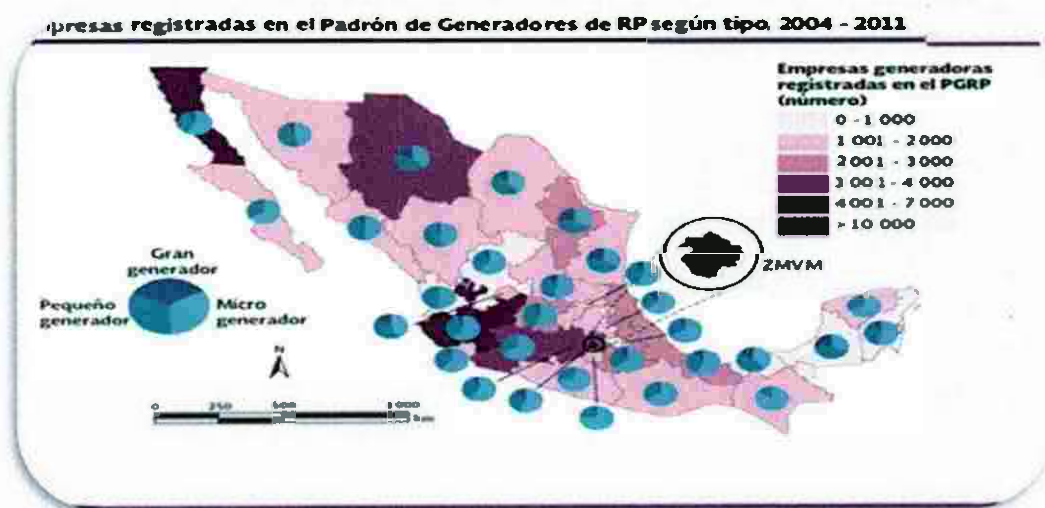 presas registradas en el Padrón de Generadores de RP según tipo, 2004 - 2011
Empresas generadoras
registradas en el PGRP
(número)
0 - 1 000
1 001 - 2 000
2 001 - 3 000
3 001 - 4 000
4 001 - 7 000
> 10 000
ZMVM
Gran
generador
Pequeño
generador
Micro
generador
N
0 250 500 1 000
km